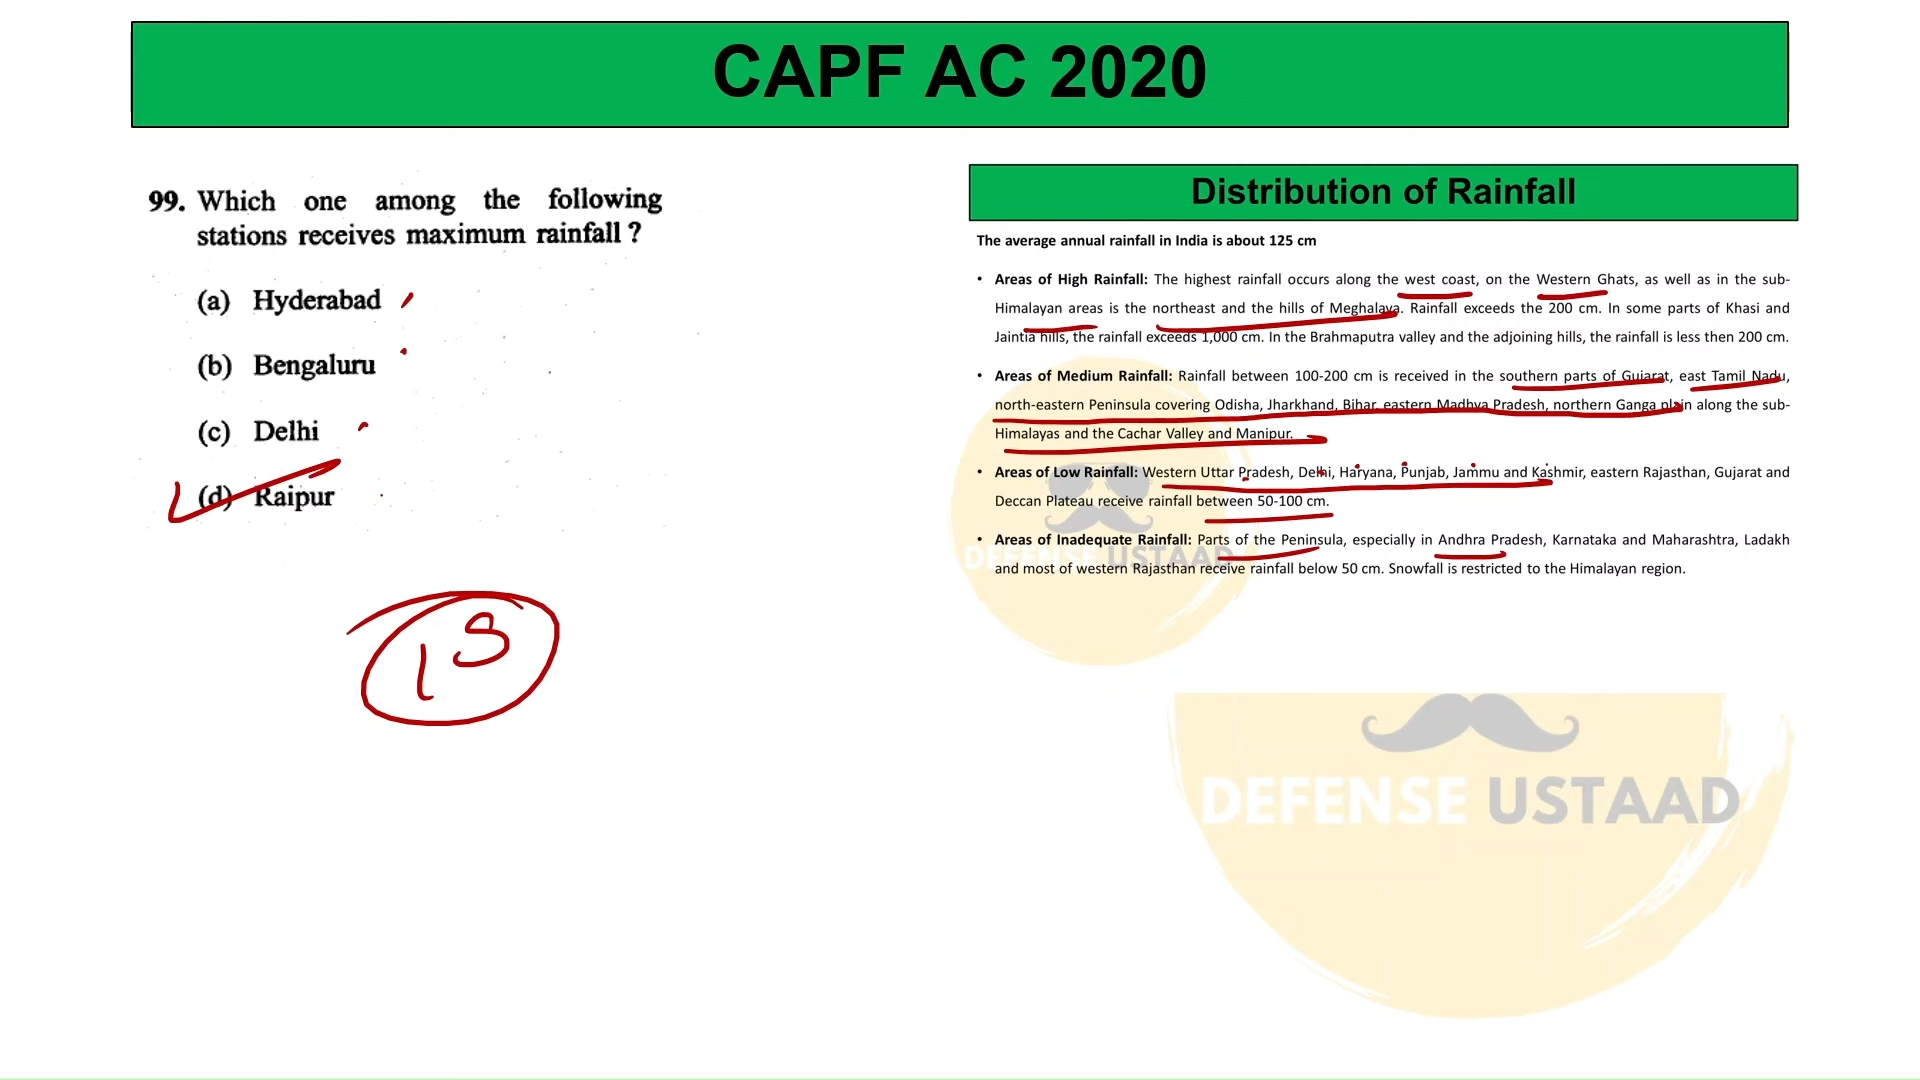 CAPF AC 2020
99. Which one among the following
stations receives maximum rainfall ?
(a) Hyderabad
(b) Bengaluru
(c) Delhi
(d) Raipur
Distribution of Rainfall
The average annual rainfall in India is about 125 cm
• Areas of High Rainfall: The highest rainfall occurs along the west coast, on the Western Ghats, as well as in the sub-
Himalayan areas is the northeast and the hills of Meghalaya. Rainfall exceeds the 200 cm. In some parts of Khasi and
Jaintia hills, the rainfall exceeds 1,000 cm. In the Brahmaputra valley and the adjoining hills, the rainfall is less then 200 cm.
• Areas of Medium Rainfall: Rainfall between 100-200 cm is received in the southern parts of Gujarat, east Tamil Nadu,
north-eastern Peninsula covering Odisha, Jharkhand, Bihar, eastern Madhya Pradesh, northern Ganga plain along the sub-
Himalayas and the Cachar Valley and Manipur.
• Areas of Low Rainfall: Western Uttar Pradesh, Delhi, Haryana, Punjab, Jammu and Kashmir, eastern Rajasthan, Gujarat and
Deccan Plateau receive rainfall between 50-100 cm.
• Areas of Inadequate Rainfall: Parts of the Peninsula, especially in Andhra Pradesh, Karnataka and Maharashtra, Ladakh
and most of western Rajasthan receive rainfall below 50 cm. Snowfall is restricted to the Himalayan region.
DEFENSE USTAAD
DEFENSE USTAAD